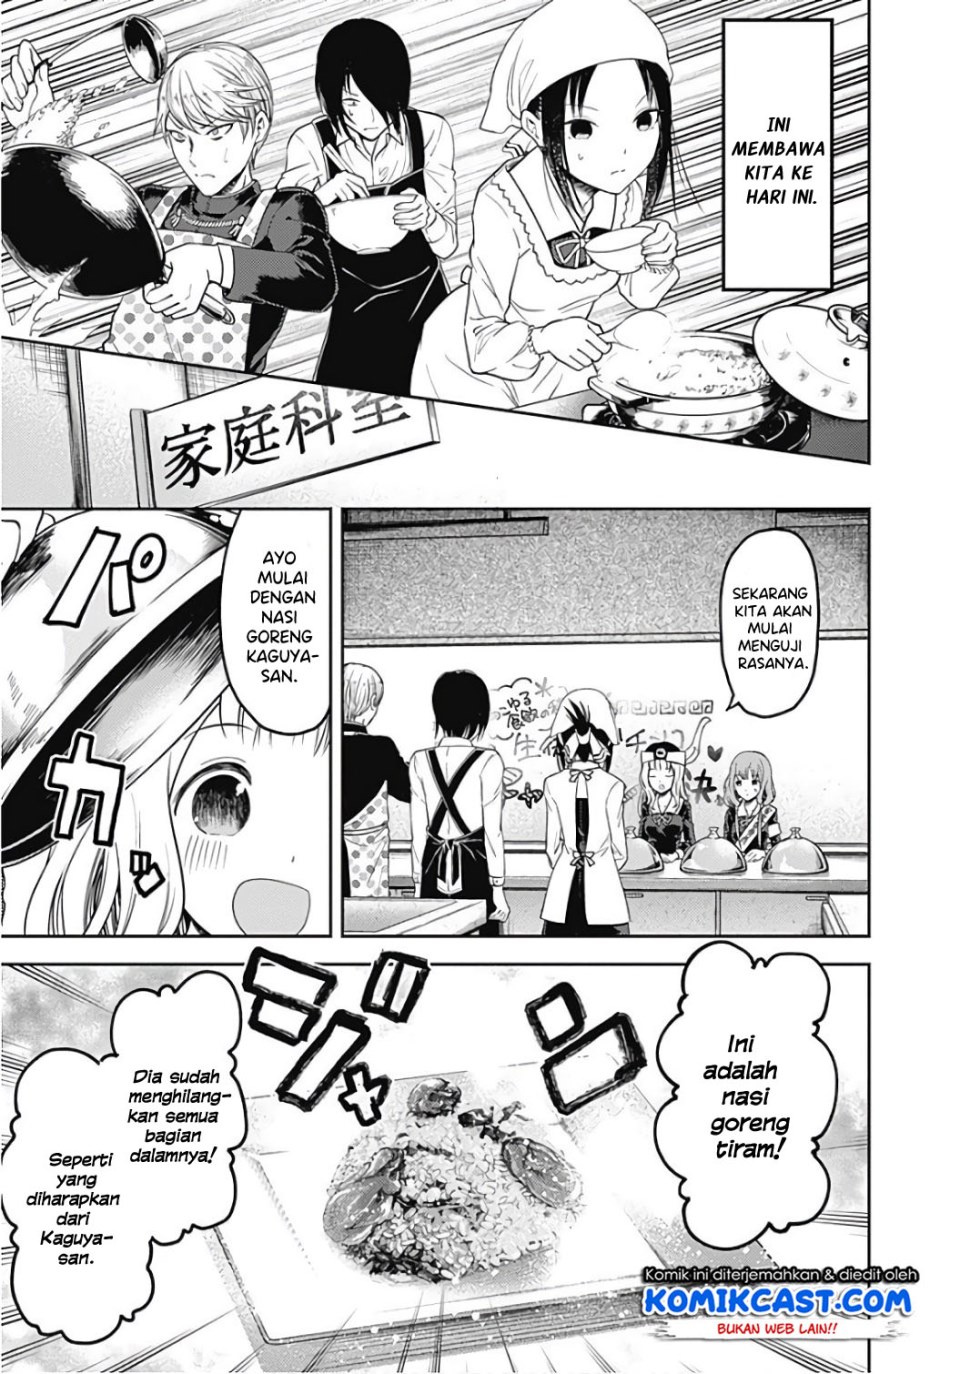 INI
MEMBAWA
KITA KE
HARI INI.
家庭科室
SEKARANG
KITA AKAN
MULAI
MENGUJI
RASANYA.
AYO
MULAI
DENGAN
NASI
GORENG
KAGUYA-
SAN.
パ
カ
ッ
Ini
adalah
nasi
goreng
tiram!
Dia sudah
menghilang-
kan semua
bagian
dalamnya!
Seperti
yang
diharapkan
dari
Kaguya-
san.
Komik ini diterjemahkan & diedit oleh
KOMIKCAST.COM
BUKAN WEB LAIN!!